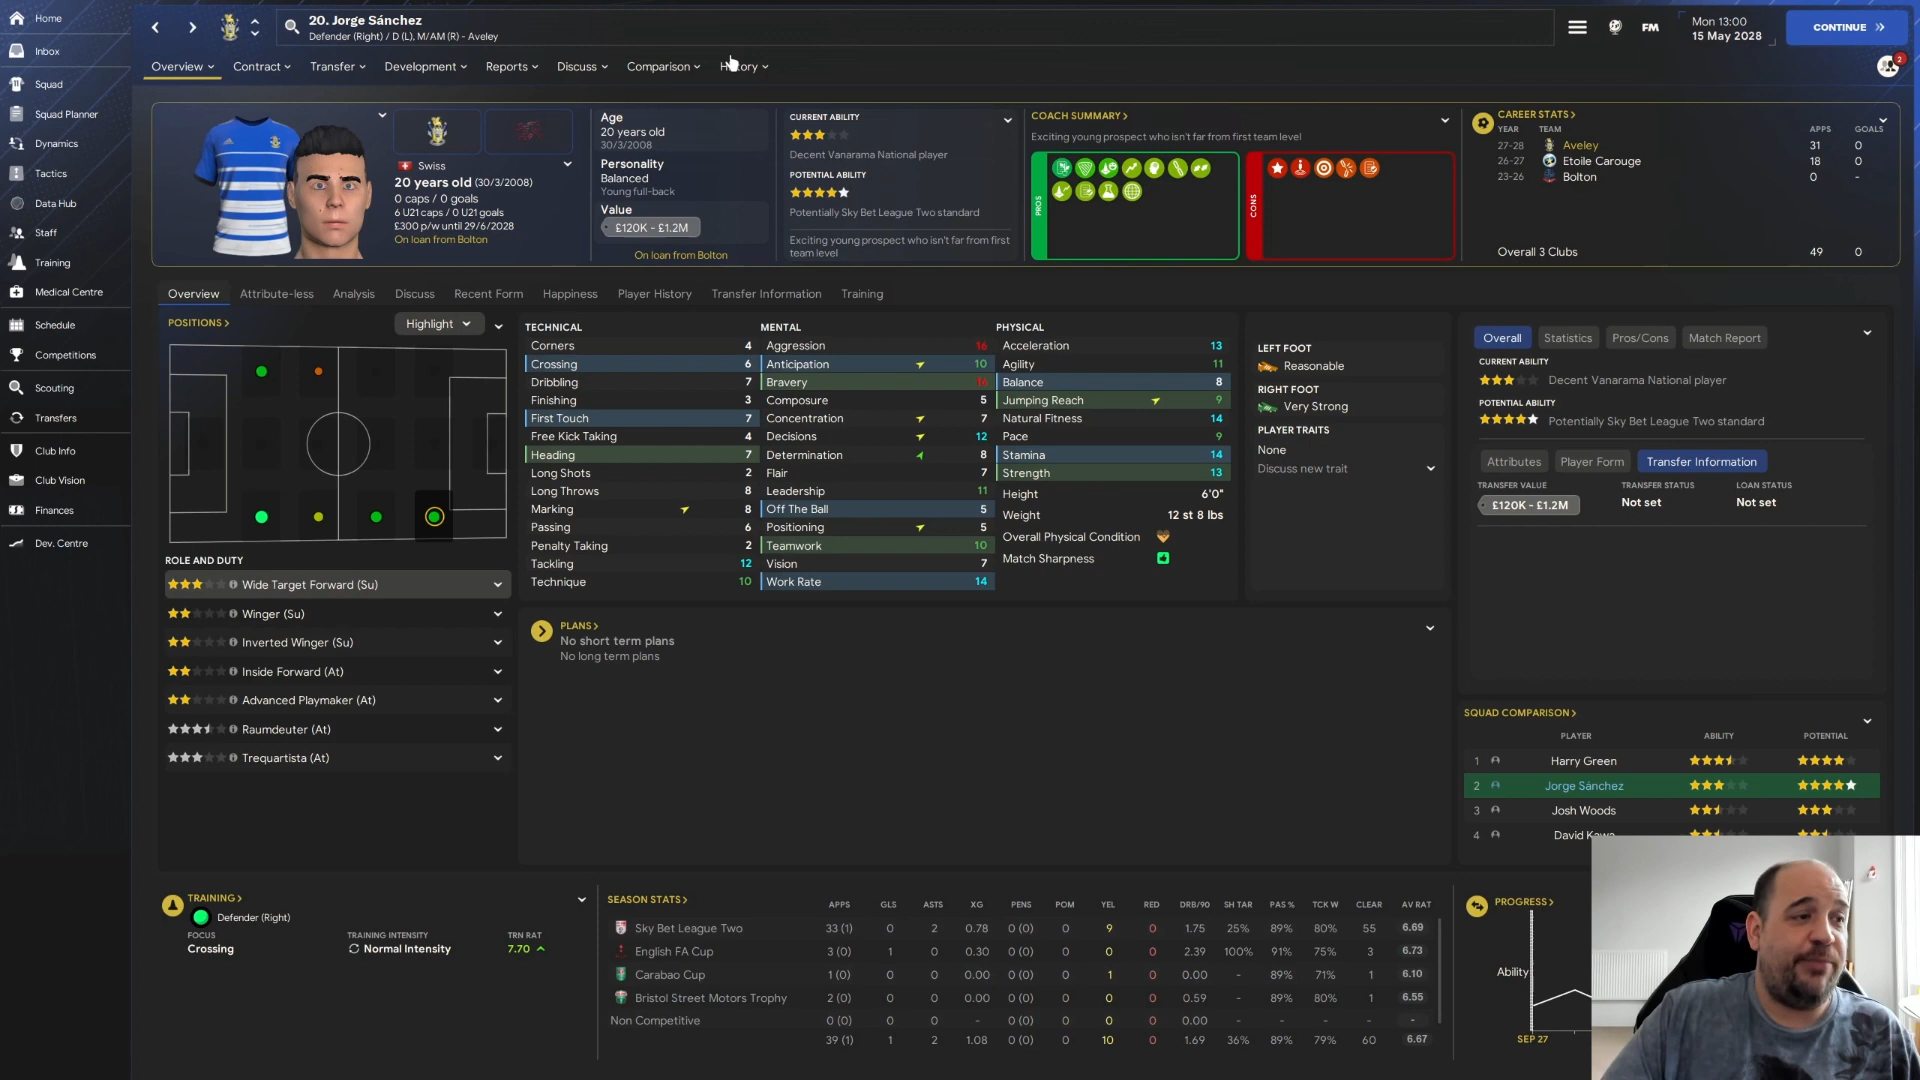 Home
Inbox
Squad
Squad Planner
Dynamics
Tactics
Data Hub
Staff
Training
Medical Centre
Schedule
Competitions
Scouting
Transfers
Club Info
Club Vision
Finances
Dev. Centre
20. Jorge Sánchez
Defender (Right) / D (L), M/AM (R) - Aveley
FM
Mon 13:00
15 May 2028
CONTINUE
2
Overview Contract Transfer Development Reports Discuss Comparison History
Swiss
20 years old (30/3/2008)
0 caps / 0 goals
6 U21 caps / 0 U21 goals
£300 p/w until 29/6/2028
On loan from Bolton
Age
20 years old
30/3/2008
Personality
Balanced
Young full-back
Value
£120K - £1.2M
On loan from Bolton
CURRENT ABILITY
Decent Vanarama National player
POTENTIAL ABILITY
Potentially Sky Bet League Two standard
Exciting young prospect who isn't far from first
team level
COACH SUMMARY
Exciting young prospect who isn't far from first team level
PROS
CONS
CAREER STATS
YEAR TEAM APPS GOALS
27-28 Aveley 31 0
26-27 Etoile Carouge 18 0
23-26 Bolton 0 -
Overall 3 Clubs 49 0
Overview Attribute-less Analysis Discuss Recent Form Happiness Player History Transfer Information Training
POSITIONS
Highlight
ROLE AND DUTY
Wide Target Forward (Su)
Winger (Su)
Inverted Winger (Su)
Inside Forward (At)
Advanced Playmaker (At)
Raumdeuter (At)
Trequartista (At)
TECHNICAL
Corners 4
Crossing 6
Dribbling 7
Finishing 3
First Touch 7
Free Kick Taking 4
Heading 7
Long Shots 2
Long Throws 8
Marking 8
Passing 6
Penalty Taking 2
Tackling 12
Technique 10
MENTAL
Aggression 16
Anticipation 10
Bravery 16
Composure 5
Concentration 7
Decisions 12
Determination 8
Flair 7
Leadership 11
Off The Ball 5
Positioning 5
Teamwork 10
Vision 7
Work Rate 14
PHYSICAL
Acceleration 13
Agility 11
Balance 8
Jumping Reach 9
Natural Fitness 14
Pace 9
Stamina 14
Strength 13
Height 6'0"
Weight 12 st 8 lbs
Overall Physical Condition
Match Sharpness
LEFT FOOT
Reasonable
RIGHT FOOT
Very Strong
PLAYER TRAITS
None
Discuss new trait
PLANS
No short term plans
No long term plans
Overall Statistics Pros/Cons Match Report
CURRENT ABILITY
Decent Vanarama National player
POTENTIAL ABILITY
Potentially Sky Bet League Two standard
Attributes Player Form Transfer Information
TRANSFER VALUE TRANSFER STATUS LOAN STATUS
£120K - £1.2M Not set Not set
SQUAD COMPARISON
PLAYER ABILITY POTENTIAL
1 Harry Green
2 Jorge Sánchez
3 Josh Woods
4 David Kawa
TRAINING
Defender (Right)
FOCUS TRAINING INTENSITY TRN RAT
Crossing Normal Intensity 7.70
SEASON STATS APPS GLS ASTS XG PENS POM YEL RED DRB/90 SH TAR PAS % TCK W CLEAR AV RAT
Sky Bet League Two 33 (1) 0 2 0.78 0 (0) 0 9 0 1.75 25% 89% 80% 55 6.69
English FA Cup 3 (0) 1 0 0.30 0 (0) 0 0 0 2.39 100% 91% 75% 3 6.73
Carabao Cup 1 (0) 0 0 0.00 0 (0) 0 1 0 0.00 - 89% 71% 1 6.10
Bristol Street Motors Trophy 2 (0) 0 0 0.00 0 (0) 0 0 0 0.59 - 89% 80% 1 6.55
Non Competitive 0 (0) 0 0 - 0 (0) 0 0 0 0.00 - - - - -
39 (1) 1 2 1.08 0 (0) 0 10 0 1.69 36% 89% 79% 60 6.67
PROGRESS
Ability
SEP 27